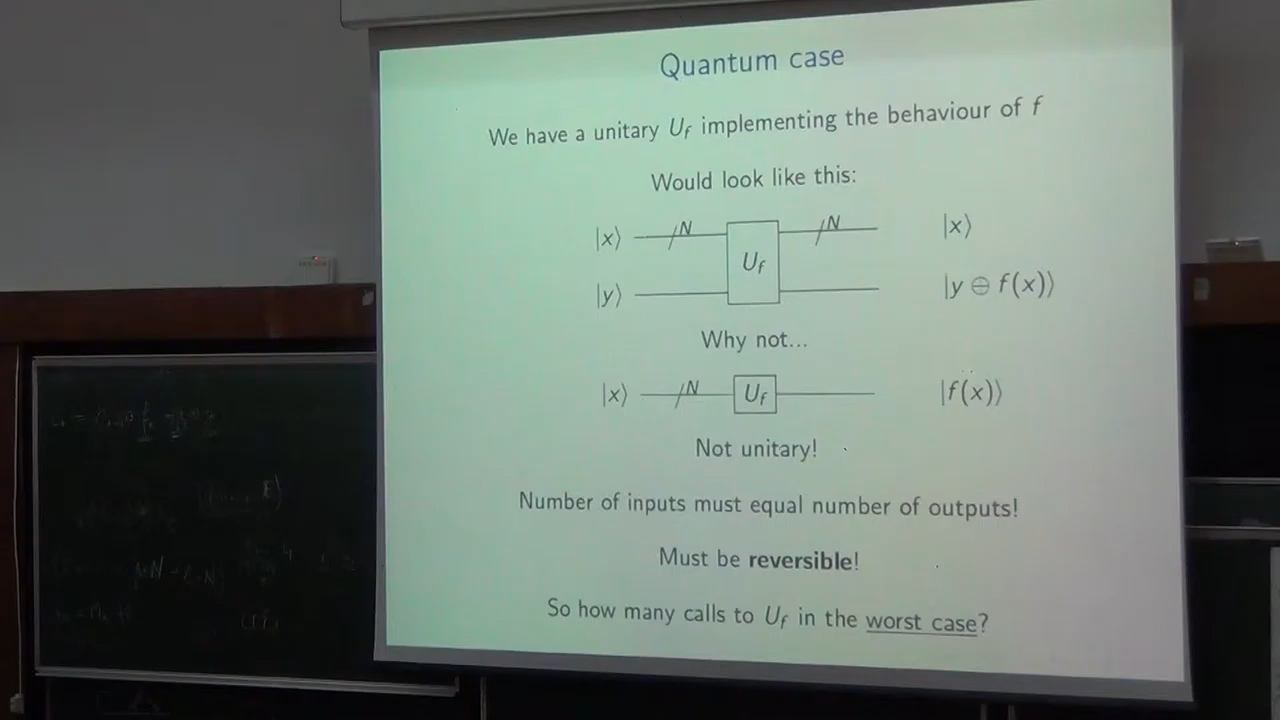 Quantum case
We have a unitary U_f implementing the behaviour of f
Would look like this:
|x⟩ N N |x⟩
U_f
|y⟩ |y ⊕ f(x)⟩
Why not...
|x⟩ N U_f |f(x)⟩
Not unitary!
Number of inputs must equal number of outputs!
Must be reversible!
So how many calls to U_f in the worst case?